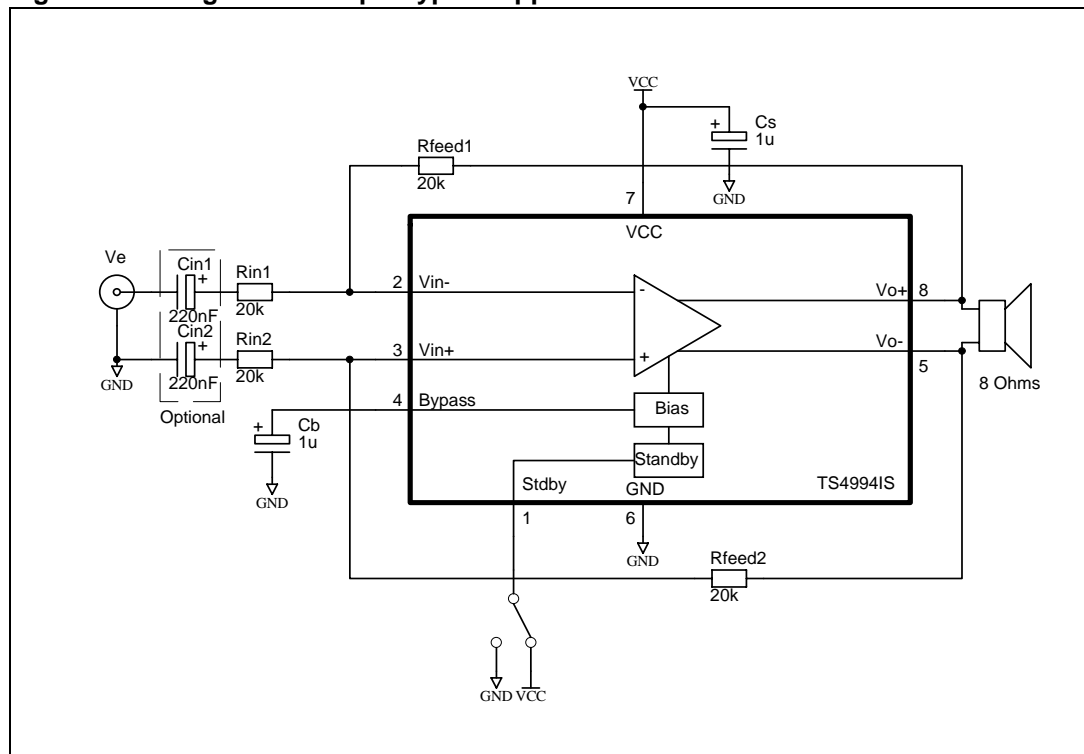 VCC
+
Cs
1u
Rfeed1
20k
GND
7
VCC
Ve
Cin1
+
Rin1
2
Vin-
-
Vo+
8
220nF
20k
Cin2
+
Rin2
3
Vin+
+
Vo-
5
GND
220nF
20k
8 Ohms
Optional
4
Bypass
Bias
+
Cb
1u
Standby
GND
Stdby
GND
TS4994IS
1
6
GND
Rfeed2
20k
GND
VCC